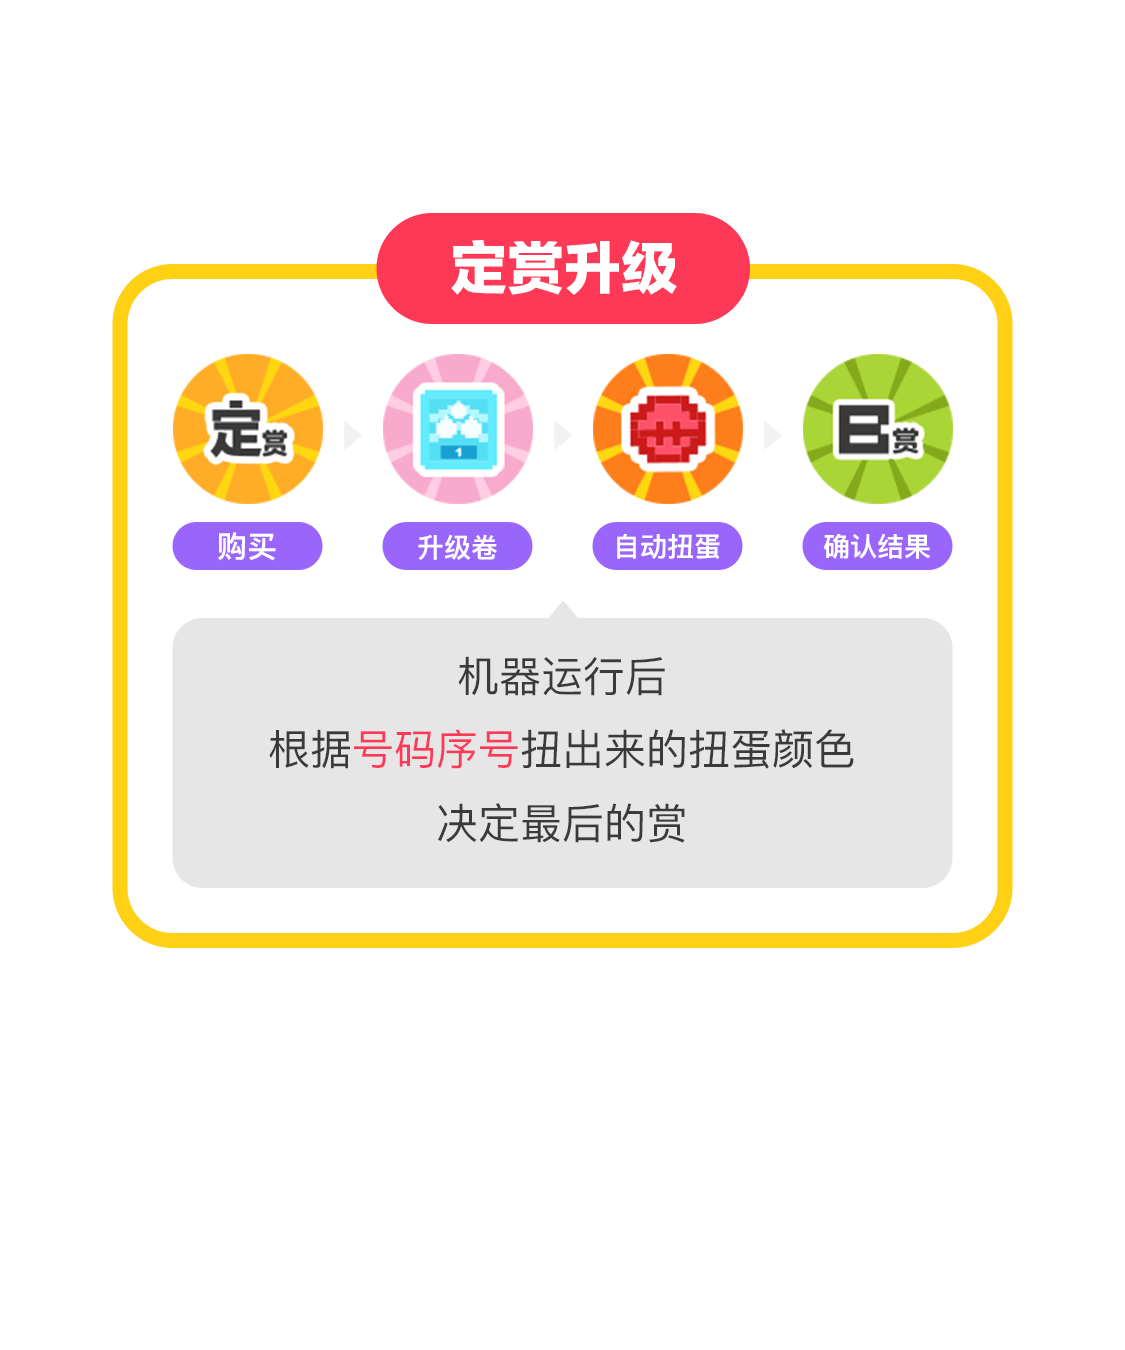 定赏升级
定赏
1
B赏
购买
升级卷
自动扭蛋
确认结果
机器运行后
根据号码序号扭出来的扭蛋颜色
决定最后的赏